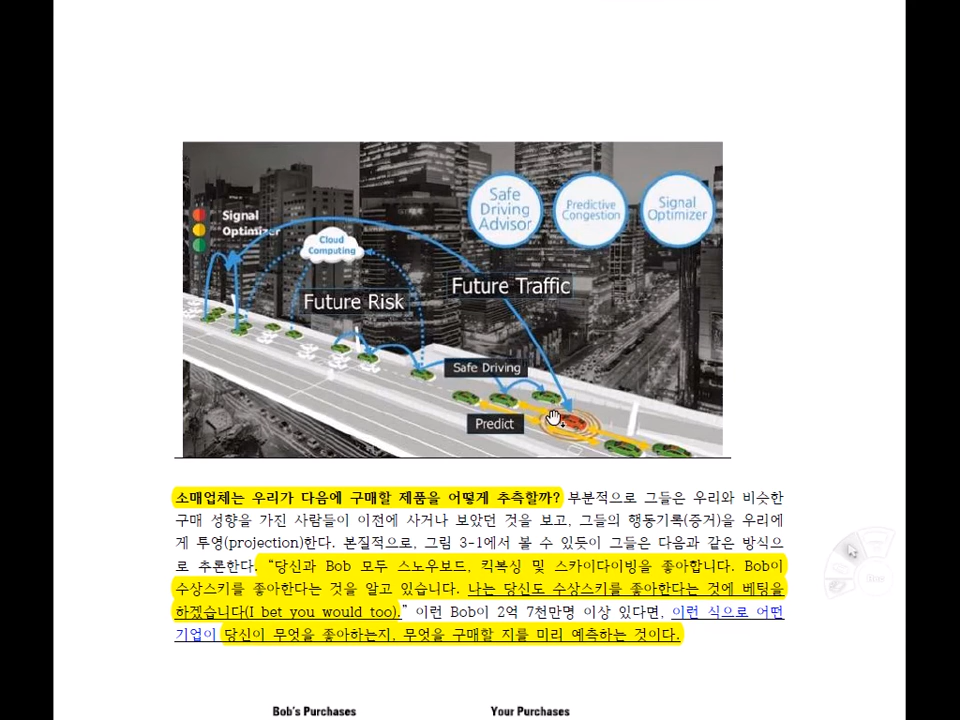 Safe
Driving
Advisor
Predictive
Congestion
Signal
Optimizer
Signal
Optimizer
Cloud
Computing
Future Risk
Future Traffic
Safe Driving
Predict
소매업체는 우리가 다음에 구매할 제품을 어떻게 추측할까? 부분적으로 그들은 우리와 비슷한
구매 성향을 가진 사람들이 이전에 사거나 보았던 것을 보고, 그들의 행동기록(증거)을 우리에
게 투영(projection)한다. 본질적으로, 그림 3-1에서 볼 수 있듯이 그들은 다음과 같은 방식으
로 추론한다. “당신과 Bob 모두 스노우보드, 킥복싱 및 스카이다이빙을 좋아합니다. Bob이
수상스키를 좋아한다는 것을 알고 있습니다. 나는 당신도 수상스키를 좋아한다는 것에 베팅을
하겠습니다(I bet you would too).” 이런 Bob이 2억 7천만명 이상 있다면, 이런 식으로 어떤
기업이 당신이 무엇을 좋아하는지, 무엇을 구매할 지를 미리 예측하는 것이다.
Bob's Purchases
Your Purchases